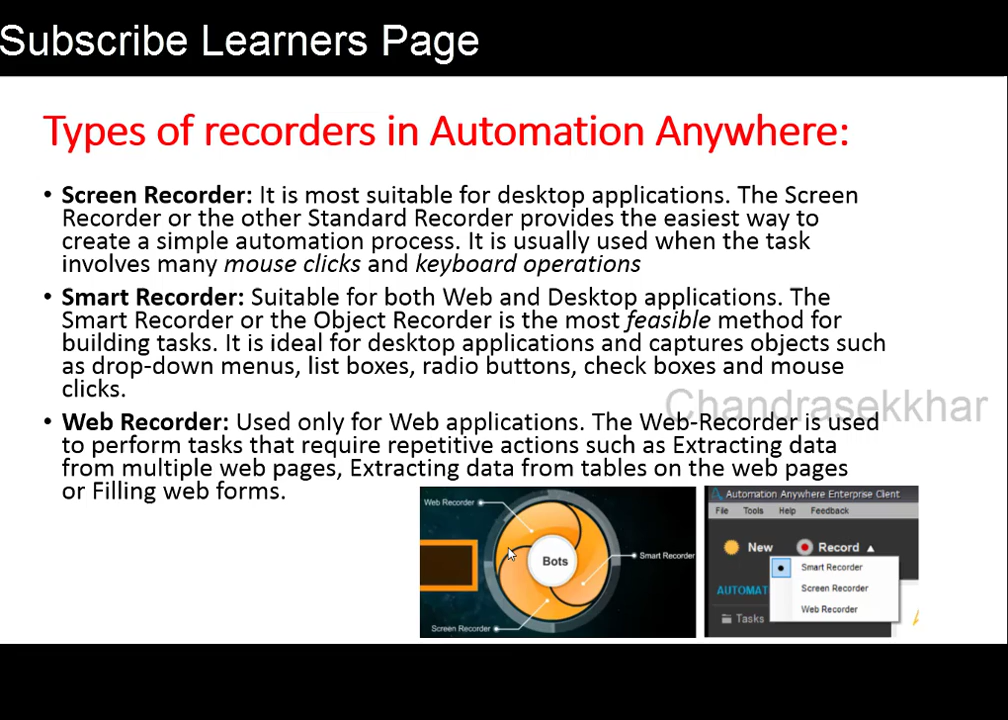 Subscribe Learners Page
Types of recorders in Automation Anywhere:
• Screen Recorder: It is most suitable for desktop applications. The Screen
Recorder or the other Standard Recorder provides the easiest way to
create a simple automation process. It is usually used when the task
involves many mouse clicks and keyboard operations
• Smart Recorder: Suitable for both Web and Desktop applications. The
Smart Recorder or the Object Recorder is the most feasible method for
building tasks. It is ideal for desktop applications and captures objects such
as drop-down menus, list boxes, radio buttons, check boxes and mouse
clicks.
Chandrasekkhar
• Web Recorder: Used only for Web applications. The Web-Recorder is used
to perform tasks that require repetitive actions such as Extracting data
from multiple web pages, Extracting data from tables on the web pages
or Filling web forms.
Web Recorder
Bots
Smart Recorder
Screen Recorder
Automation Anywhere Enterprise Client
File Tools Help Feedback
New Record
Smart Recorder
Screen Recorder
AUTOMAT
Web Recorder
Tasks